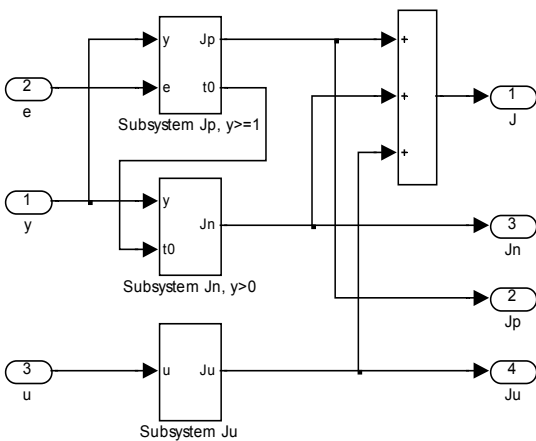 y
Jp
+
2
e
e
t0
1
J
Subsystem Jp, y>=1
+
+
1
y
y
Jn
t0
3
Jn
Subsystem Jn, y>0
2
Jp
3
u
u
Ju
4
Ju
Subsystem Ju